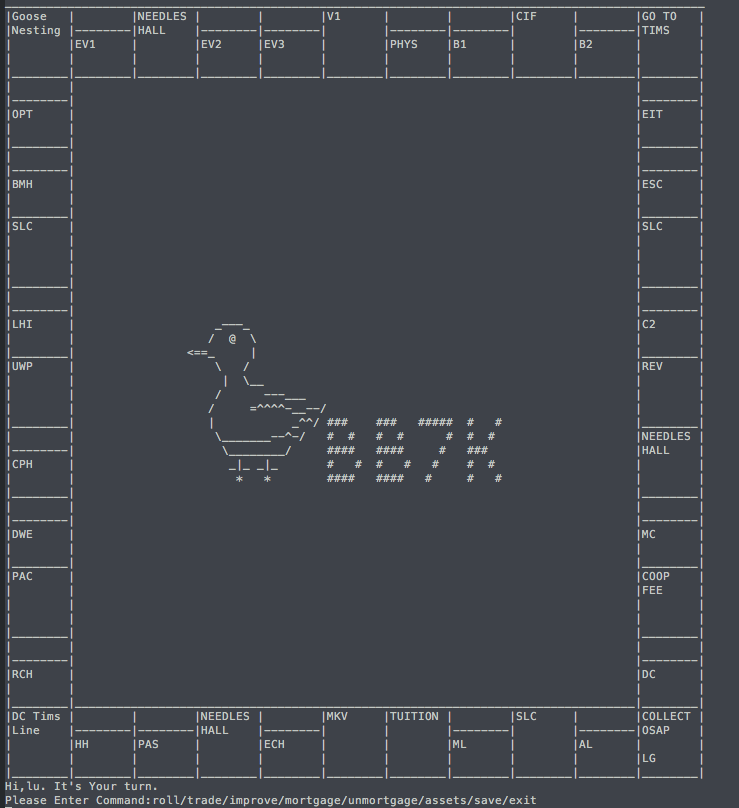 Goose NEEDLES V1 CIF GO TO
Nesting HALL TIMS
EV1 EV2 EV3 PHYS B1 B2
OPT EIT
BMH ESC
SLC SLC
LHI C2
UWP REV
BB7K
NEEDLES
HALL
CPH
DWE MC
PAC COOP
FEE
RCH DC
DC Tims NEEDLES MKV TUITION SLC COLLECT
Line HALL OSAP
HH PAS ECH ML AL
LG
Hi,lu. It's Your turn.
Please Enter Command:roll/trade/improve/mortgage/unmortgage/assets/save/exit